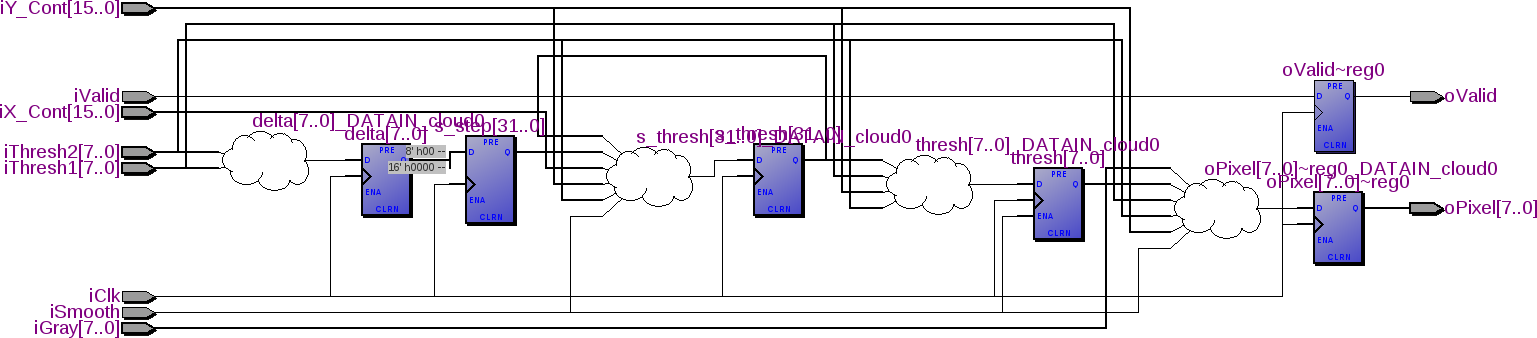 iY_Cont[15..0]
oValid~reg0
iValid
oValid
iX_Cont[15..0]
delta[7..0]_DATAIN_cloud0
delta[7..0]
s_step[31..0]
s_thresh[31..0]_DATAIN_cloud0
s_thresh[31..0]
thresh[7..0]_DATAIN_cloud0
thresh[7..0]
oPixel[7..0]~reg0_DATAIN_cloud0
oPixel[7..0]~reg0
iThresh2[7..0]
iThresh1[7..0]
8' h00 --
16' h0000 --
PRE
D Q
ENA
CLRN
PRE
D Q
ENA
CLRN
PRE
D Q
ENA
CLRN
PRE
D Q
ENA
CLRN
PRE
D Q
ENA
CLRN
PRE
D Q
ENA
CLRN
oPixel[7..0]
iClk
iSmooth
iGray[7..0]